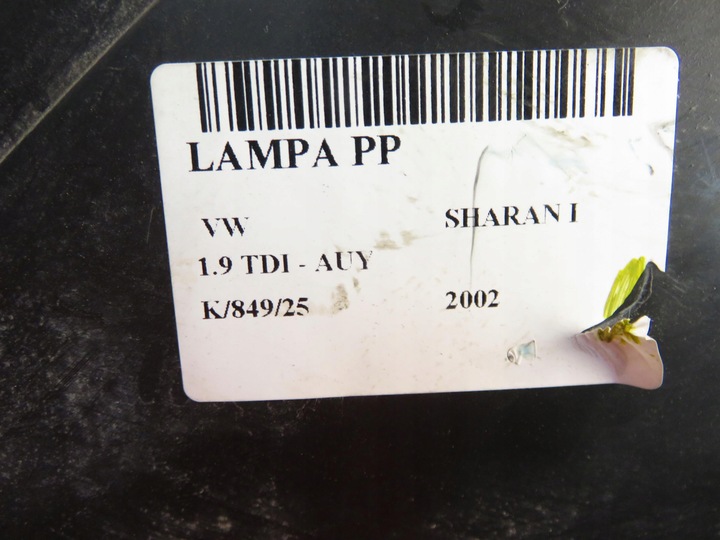 LAMPA PP
VW SHARAN I
1.9 TDI - AUY
K/849/25 2002